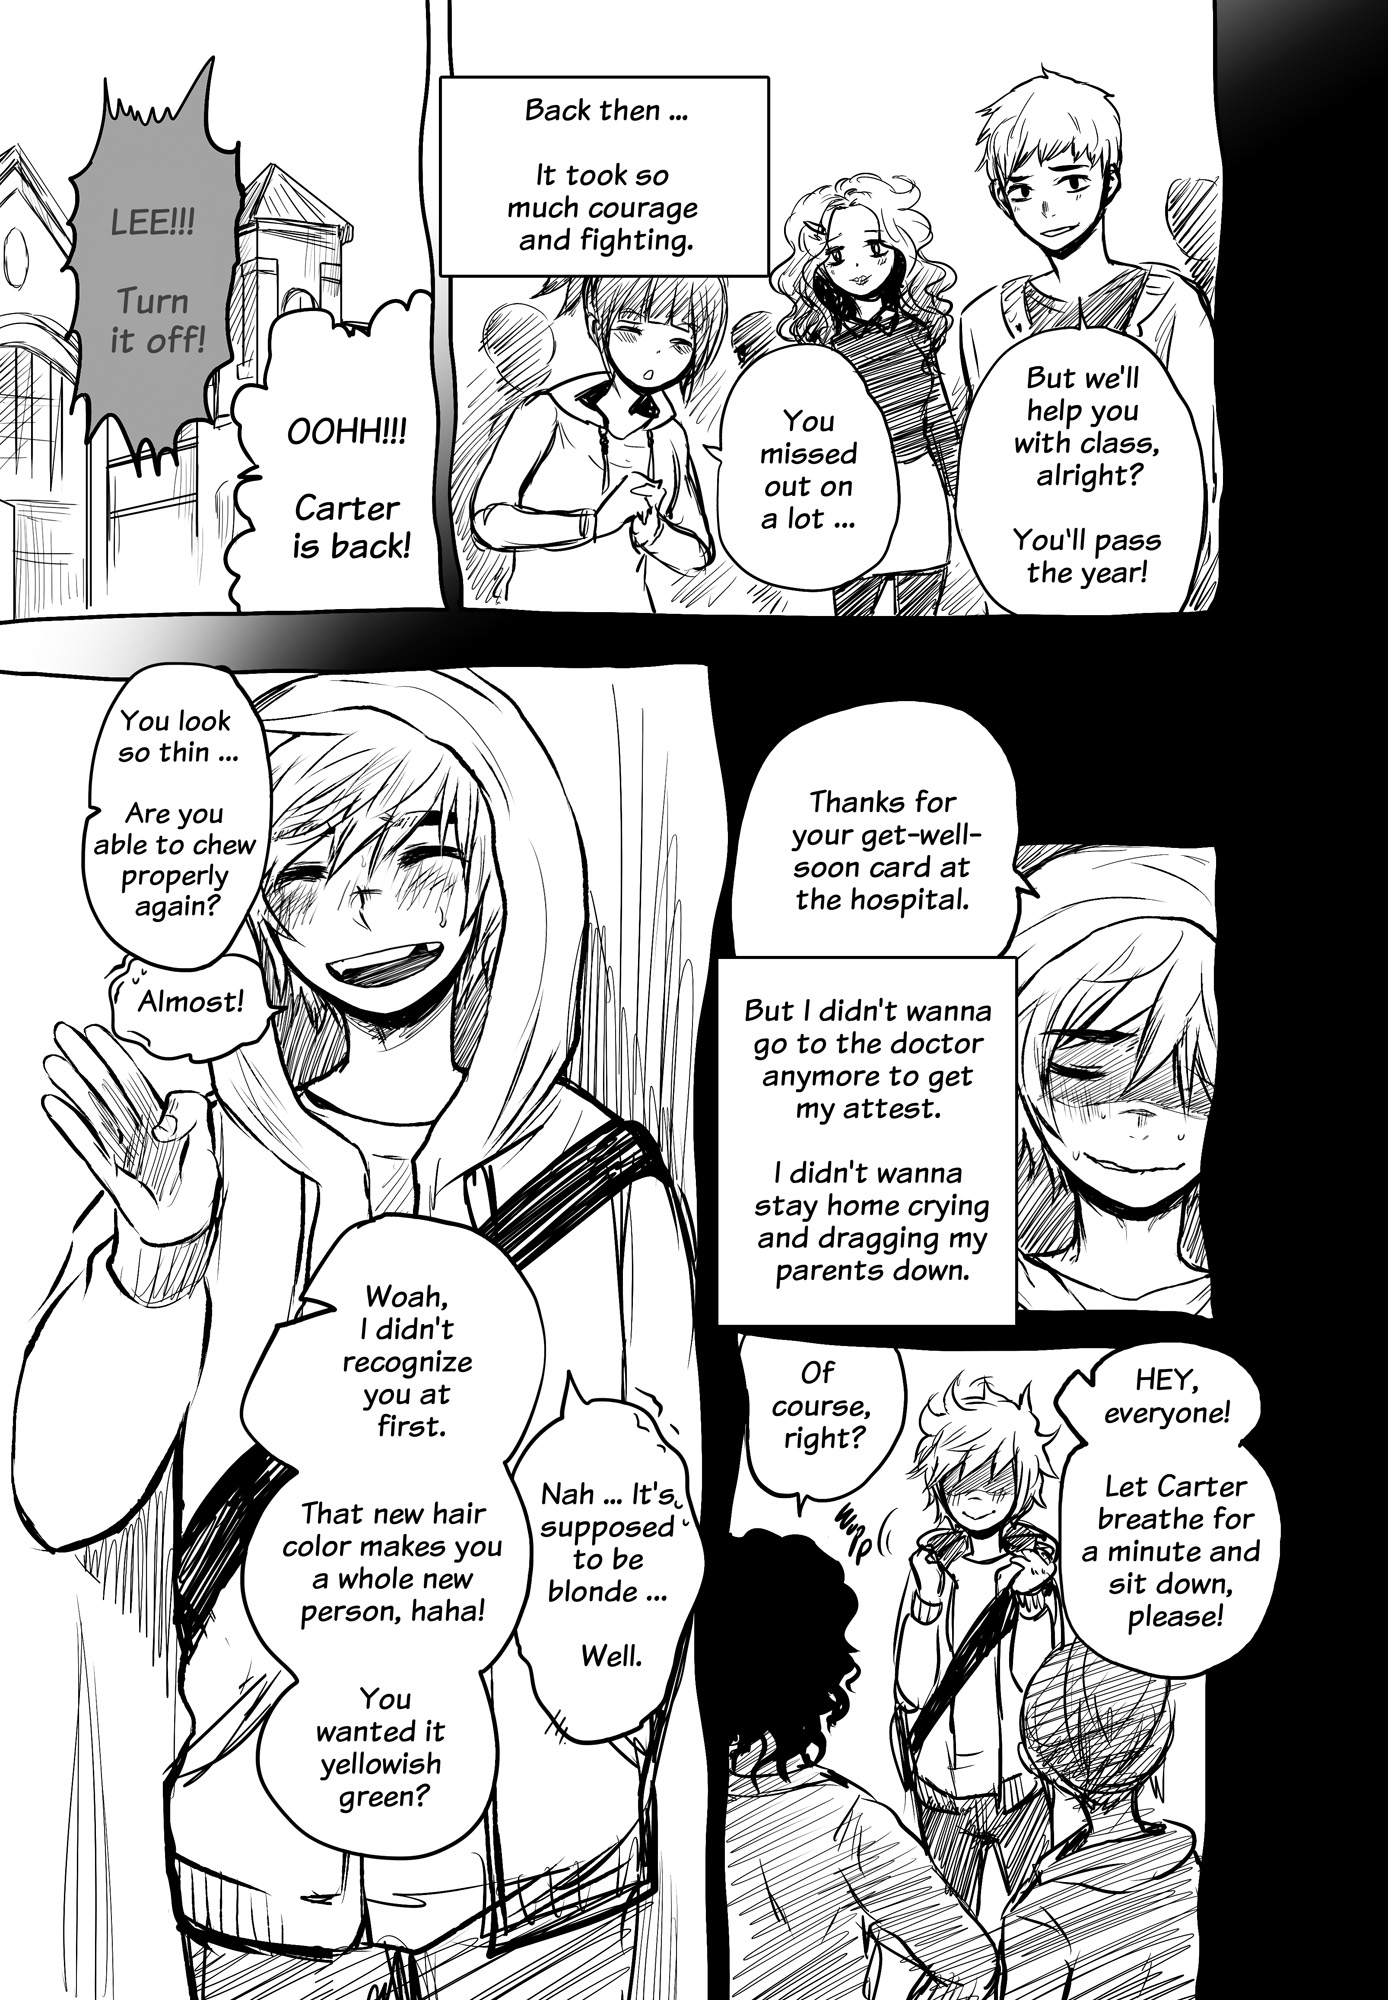 LEE!!!
Turn
it off!
OOHH!!!
Carter
is back!
Back then ...
It took so
much courage
and fighting.
You
missed
out on
a lot ...
But we'll
help you
with class,
alright?
You'll pass
the year!
You look
so thin ...
Are you
able to chew
properly
again?
Almost!
Woah,
I didn't
recognize
you at
first.
That new hair
color makes you
a whole new
person, haha!
You
wanted it
yellowish
green?
Nah ... It's
supposed
to be
blonde ...
Well.
Thanks for
your get-well-
soon card at
the hospital.
But I didn't wanna
go to the doctor
anymore to get
my attest.
I didn't wanna
stay home crying
and dragging my
parents down.
Of
course,
right?
Wupp
HEY,
everyone!
Let Carter
breathe for
a minute and
sit down,
please!